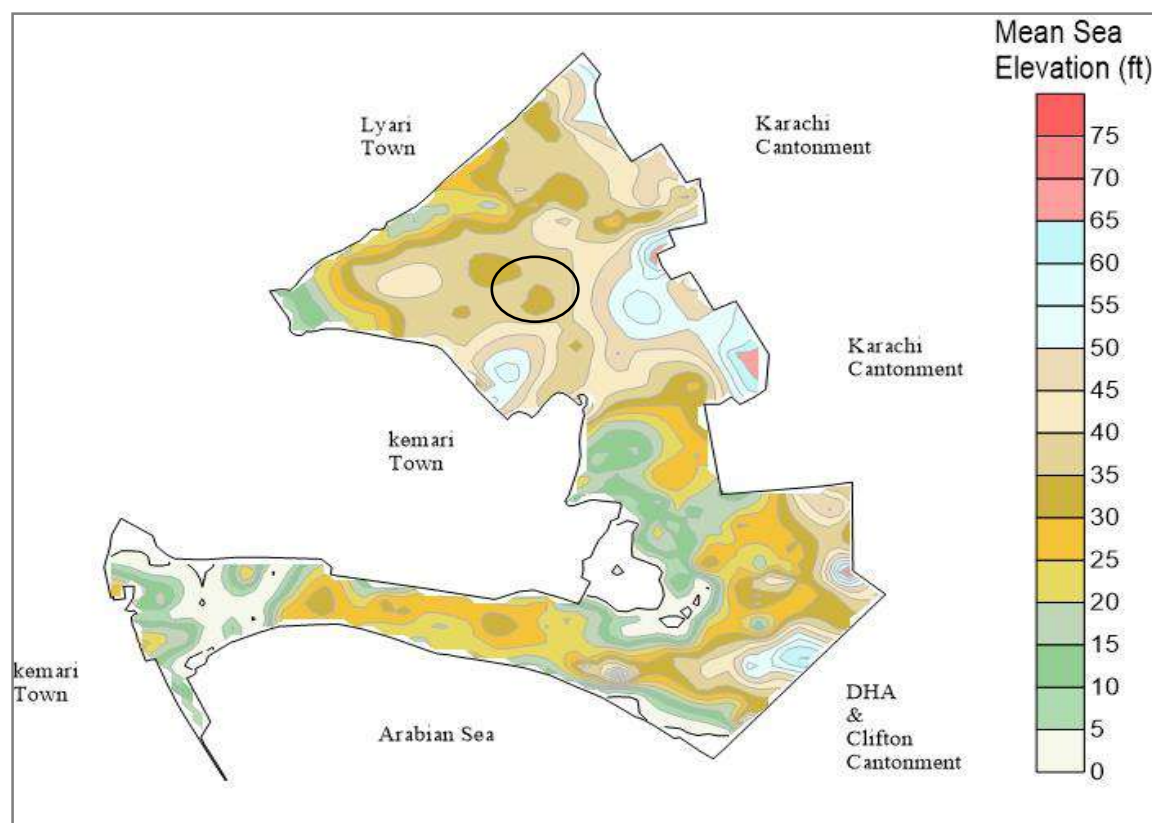 Mean Sea
Elevation (ft)
75
70
65
60
55
50
45
40
35
30
25
20
15
10
5
0
Lyari
Town
Karachi
Cantonment
Karachi
Cantonment
kemari
Town
kemari
Town
Arabian Sea
DHA
&
Clifton
Cantonment